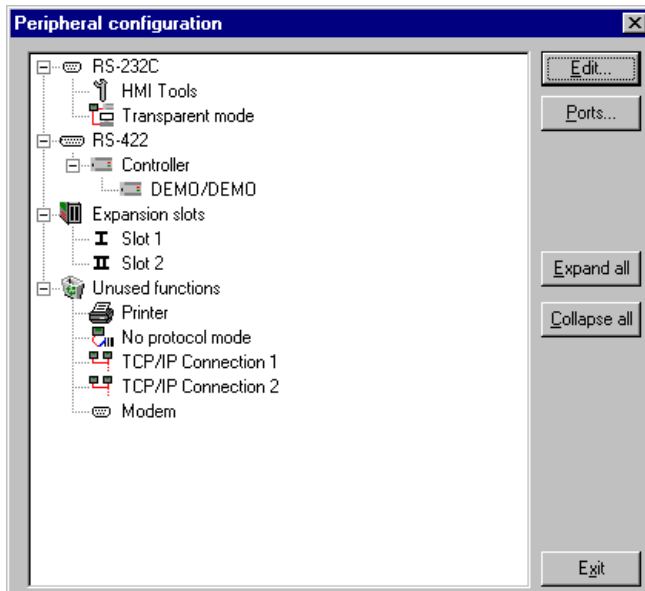 Peripheral configuration
RS-232C
HMI Tools
Transparent mode
RS-422
Controller
DEMO/DEMO
Expansion slots
I Slot 1
II Slot 2
Unused functions
Printer
No protocol mode
TCP/IP Connection 1
TCP/IP Connection 2
Modem
Edit...
Ports...
Expand all
Collapse all
Exit